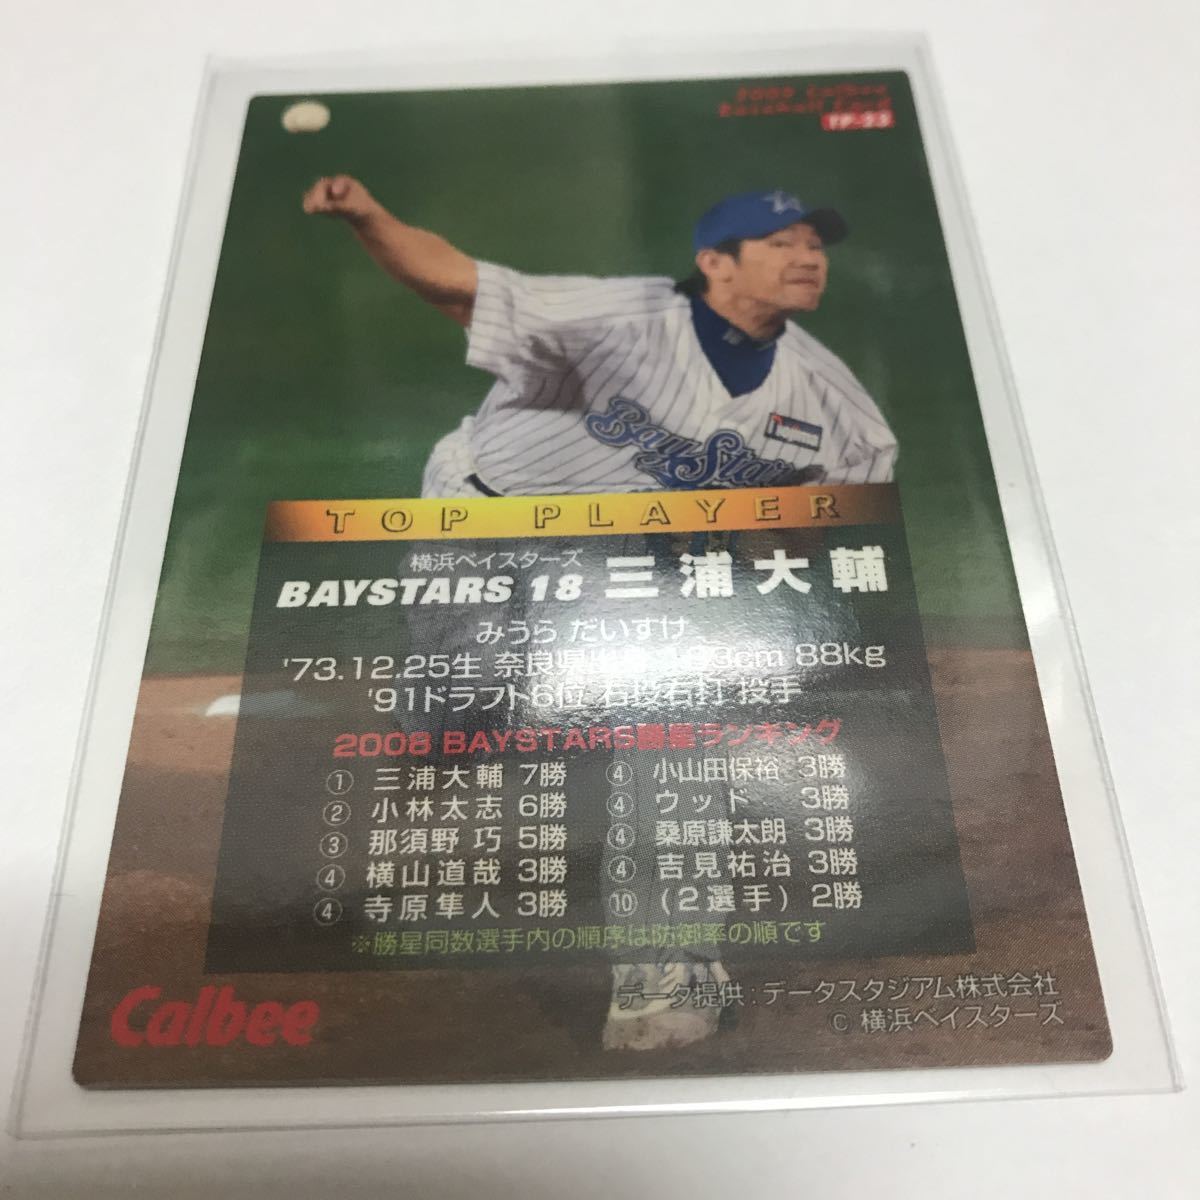 2009 Calbee
Baseball Card
TP-23
BayStars
TOP PLAYER
横浜ベイスターズ
BAYSTARS 18 三浦大輔
みうら だいすけ
'73.12.25生 奈良県出身 183cm 88kg
'91ドラフト6位 右投右打 投手
2008 BAYSTARS勝星ランキング
① 三浦大輔 7勝
② 小林太志 6勝
③ 那須野 巧 5勝
④ 横山道哉 3勝
④ 寺原隼人 3勝
④ 小山田保裕 3勝
④ ウッド 3勝
④ 桑原謙太朗 3勝
④ 吉見祐治 3勝
⑩ (2選手) 2勝
※勝星同数選手内の順序は防御率の順です
Calbee
データ提供:データスタジアム株式会社
© 横浜ベイスターズ